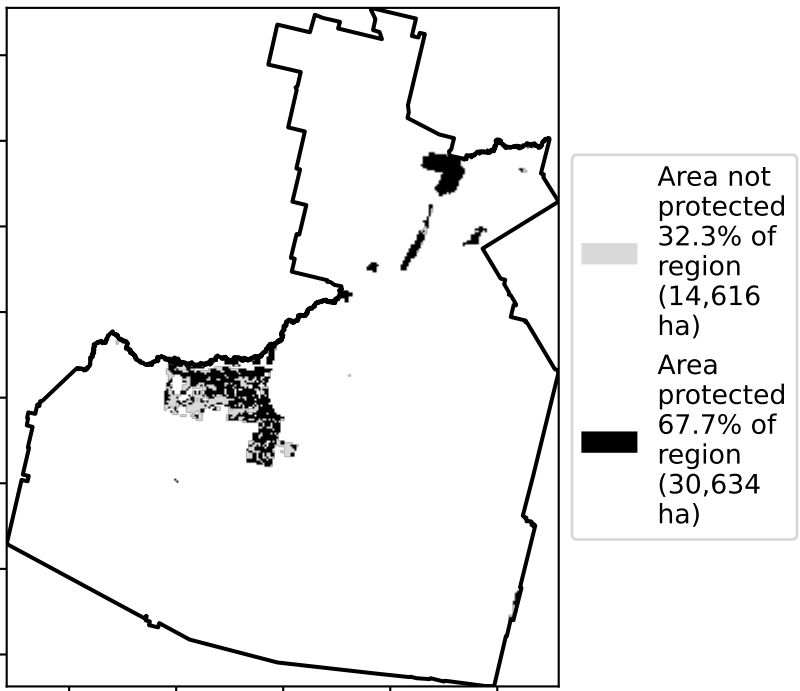 Area not
protected
32.3% of
region
(14,616
ha)
Area
protected
67.7% of
region
(30,634
ha)